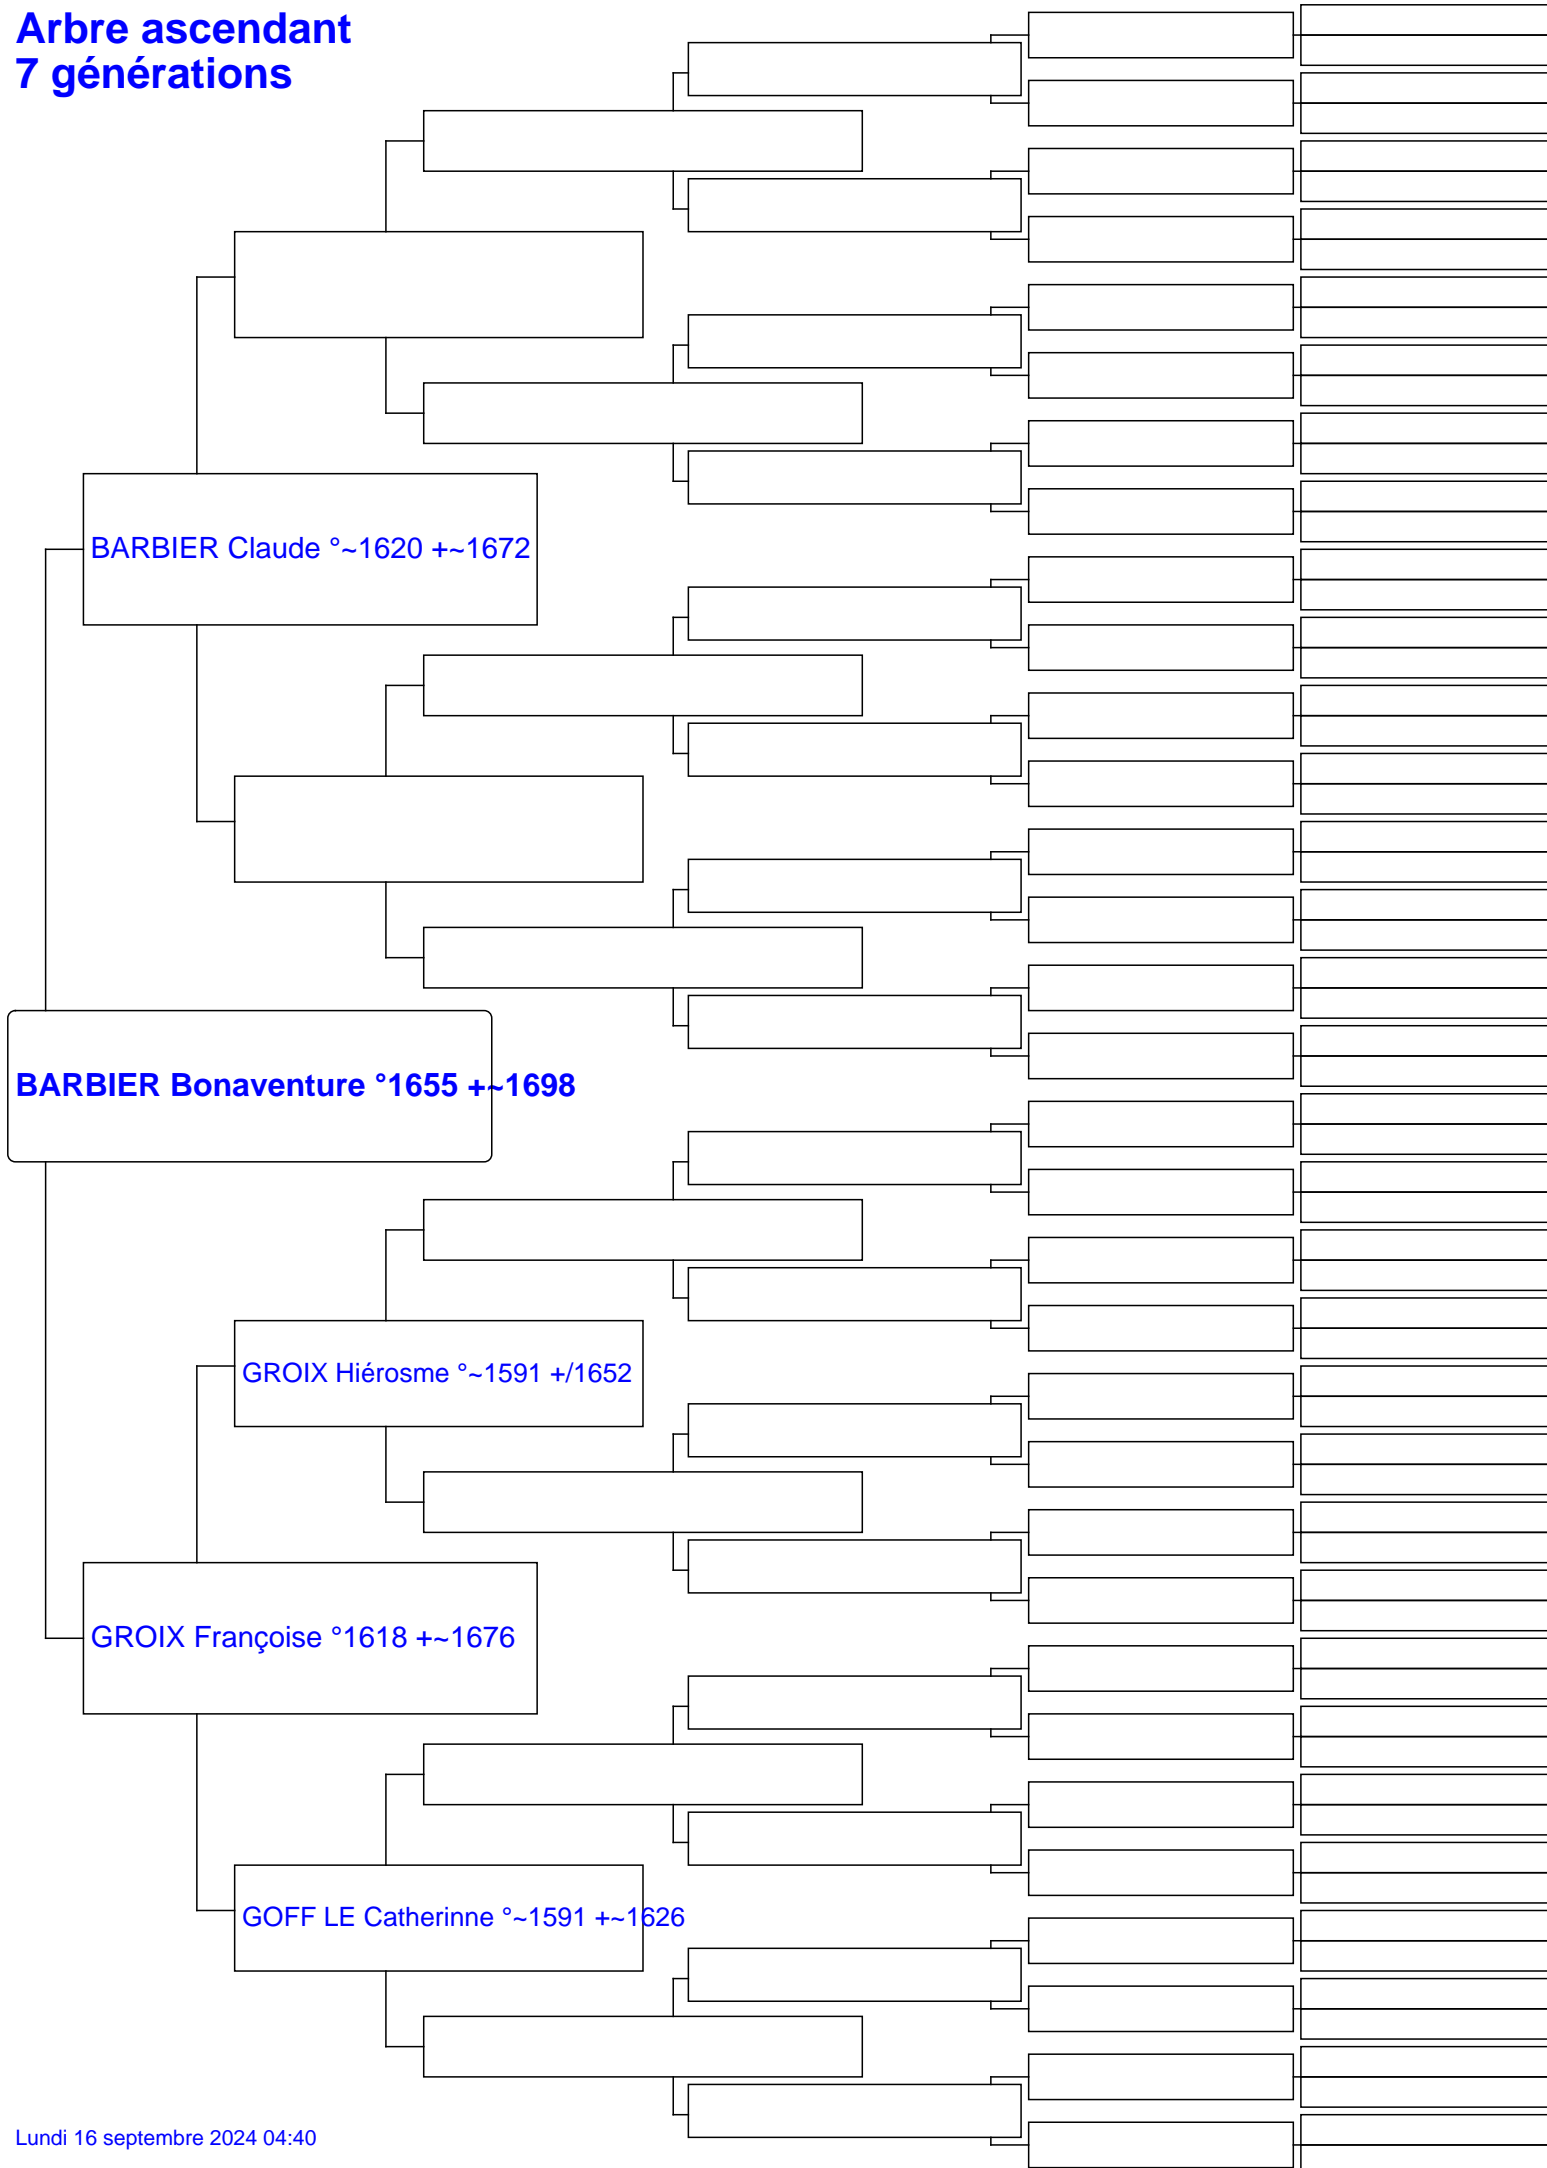 Arbre ascendant
7 générations
BARBIER Claude °~1620 +~1672
BARBIER Bonaventure °1655 +~1698
GROIX Hiérosme °~1591 +/1652
GROIX Françoise °1618 +~1676
GOFF LE Catherinne °~1591 +~1626
Lundi 16 septembre 2024 04:40